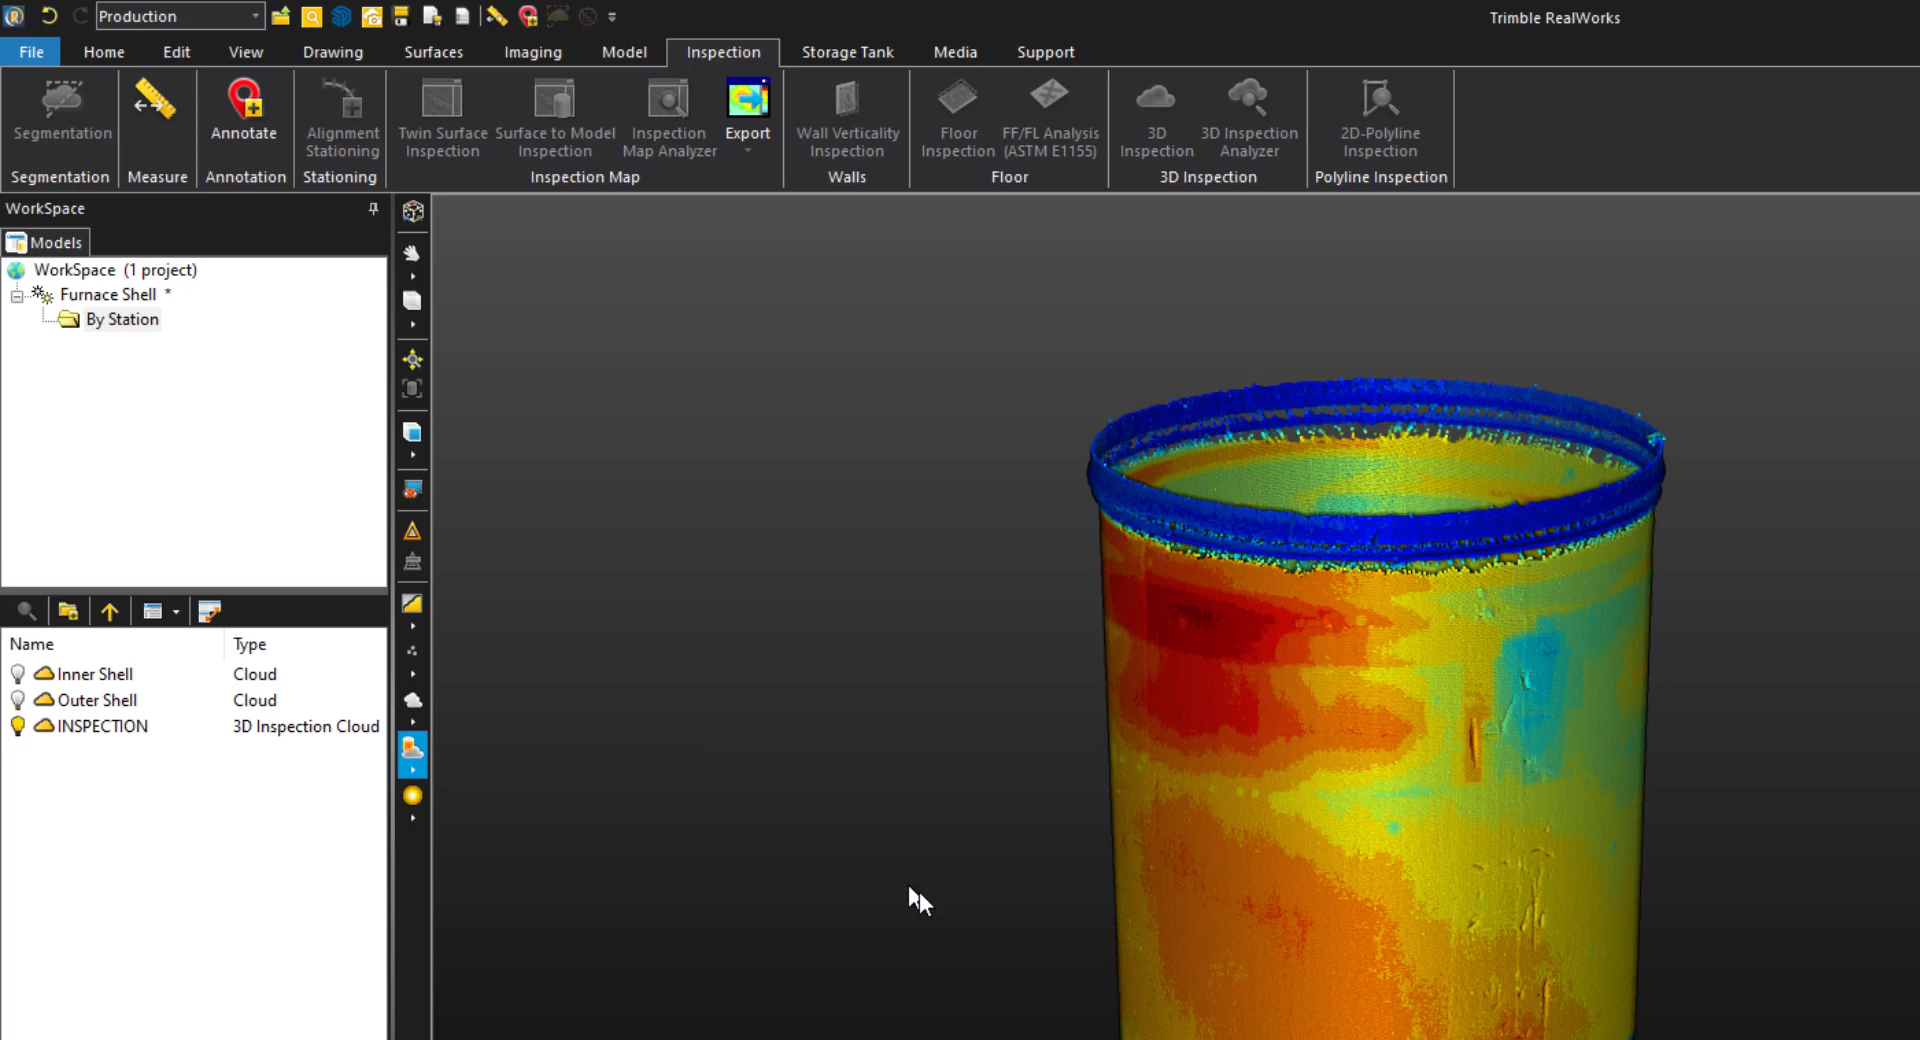 Production
Trimble RealWorks
File Home Edit View Drawing Surfaces Imaging Model Inspection Storage Tank Media Support
Segmentation
Annotate
Alignment Stationing
Twin Surface Inspection
Surface to Model Inspection
Inspection Map Analyzer
Export
Wall Verticality Inspection
Floor Inspection
FF/FL Analysis (ASTM E1155)
3D Inspection
3D Inspection Analyzer
2D-Polyline Inspection
Segmentation Measure Annotation Stationing Inspection Map Walls Floor 3D Inspection Polyline Inspection
WorkSpace
Models
WorkSpace (1 project)
Furnace Shell *
By Station
Name Type
Inner Shell Cloud
Outer Shell Cloud
INSPECTION 3D Inspection Cloud